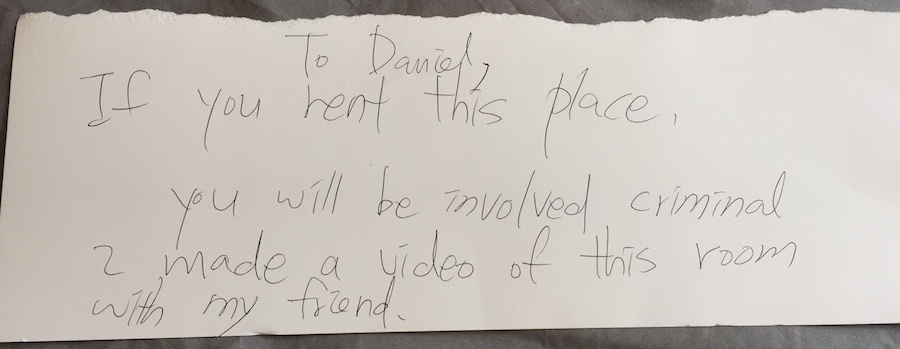 To Daniel,
If you rent this place,
you will be involved criminal
I made a video of this room
with my friend.